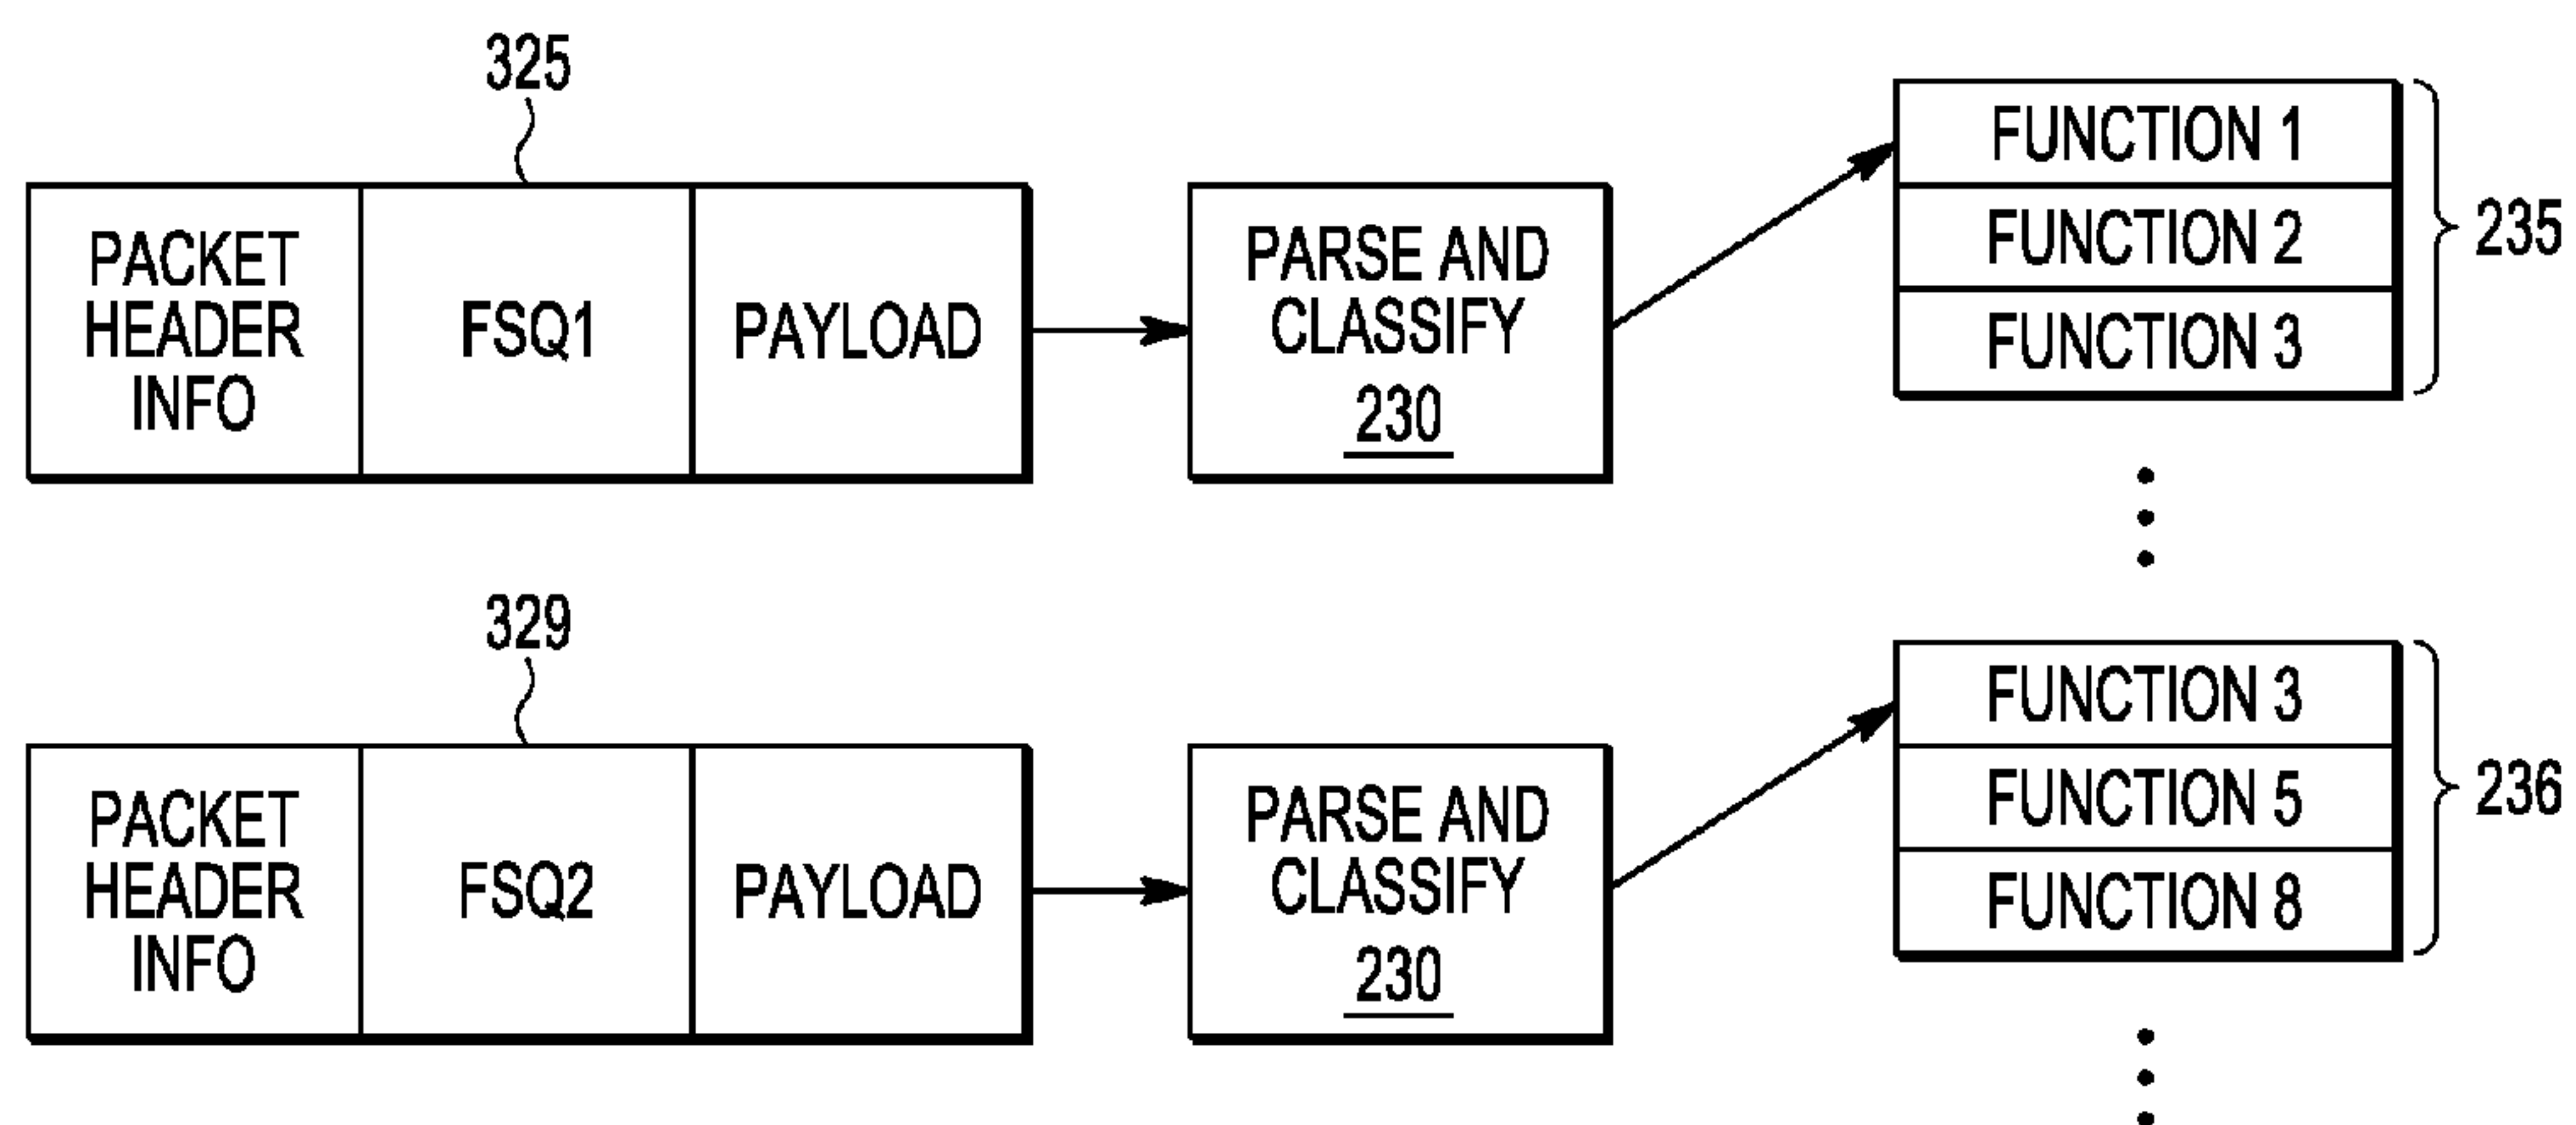 325
PACKET
HEADER
INFO
FSQ1
PAYLOAD
PARSE AND
CLASSIFY
230
FUNCTION 1
FUNCTION 2
FUNCTION 3
235
329
PACKET
HEADER
INFO
FSQ2
PAYLOAD
PARSE AND
CLASSIFY
230
FUNCTION 3
FUNCTION 5
FUNCTION 8
236